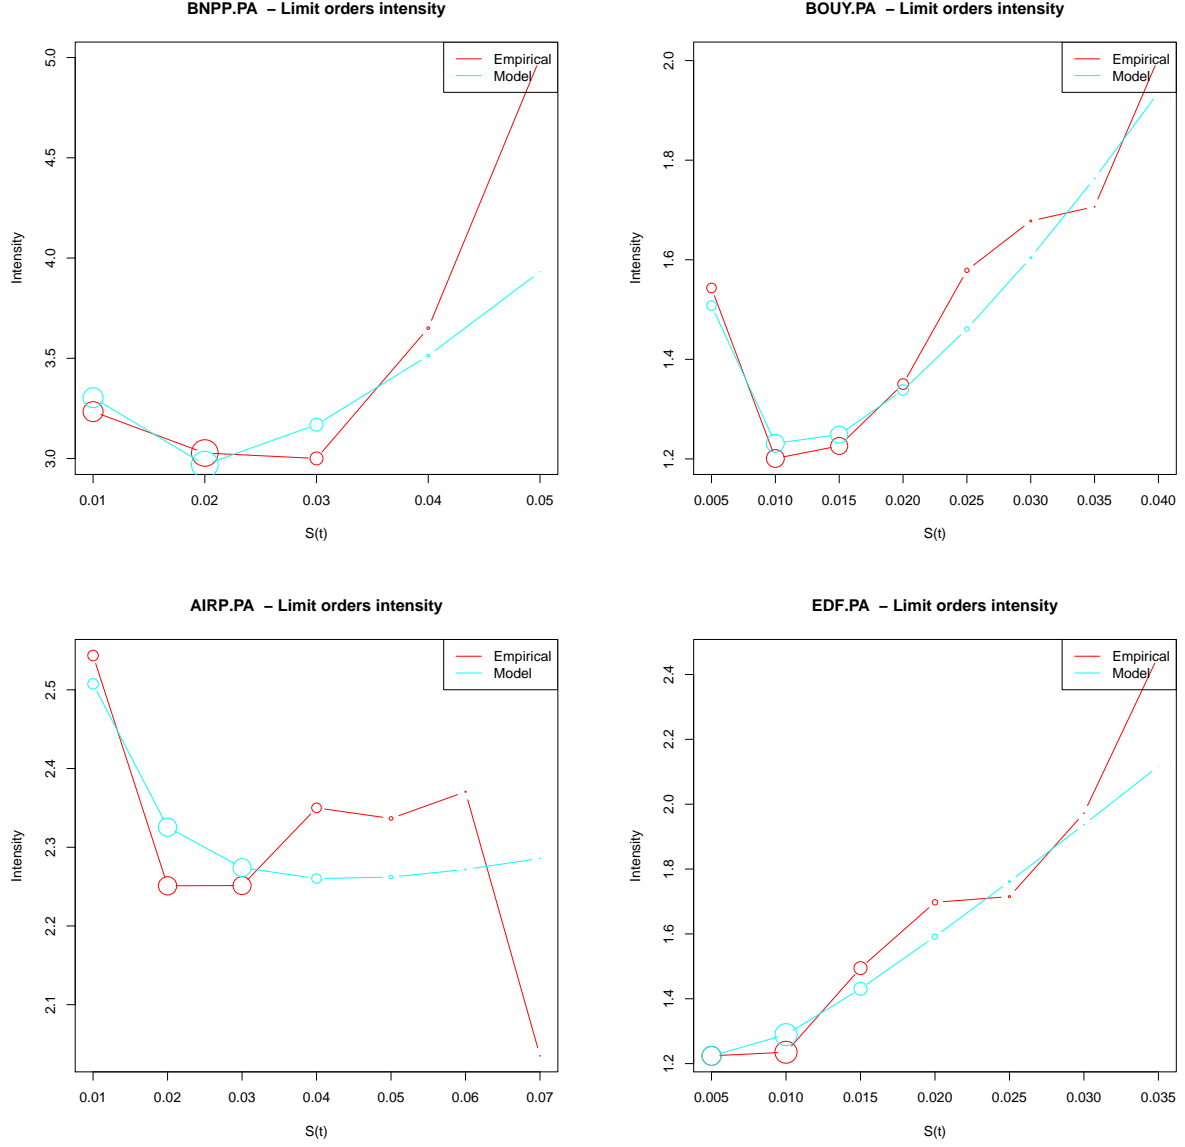 BNPP.PA – Limit orders intensity
Empirical
Model
5.0
4.5
4.0
3.5
3.0
Intensity
0.01 0.02 0.03 0.04 0.05
S(t)
BOUY.PA – Limit orders intensity
Empirical
Model
2.0
1.8
1.6
1.4
1.2
Intensity
0.005 0.010 0.015 0.020 0.025 0.030 0.035 0.040
S(t)
AIRP.PA – Limit orders intensity
Empirical
Model
2.5
2.4
2.3
2.2
2.1
Intensity
0.01 0.02 0.03 0.04 0.05 0.06 0.07
S(t)
EDF.PA – Limit orders intensity
Empirical
Model
2.4
2.2
2.0
1.8
1.6
1.4
1.2
Intensity
0.005 0.010 0.015 0.020 0.025 0.030 0.035
S(t)